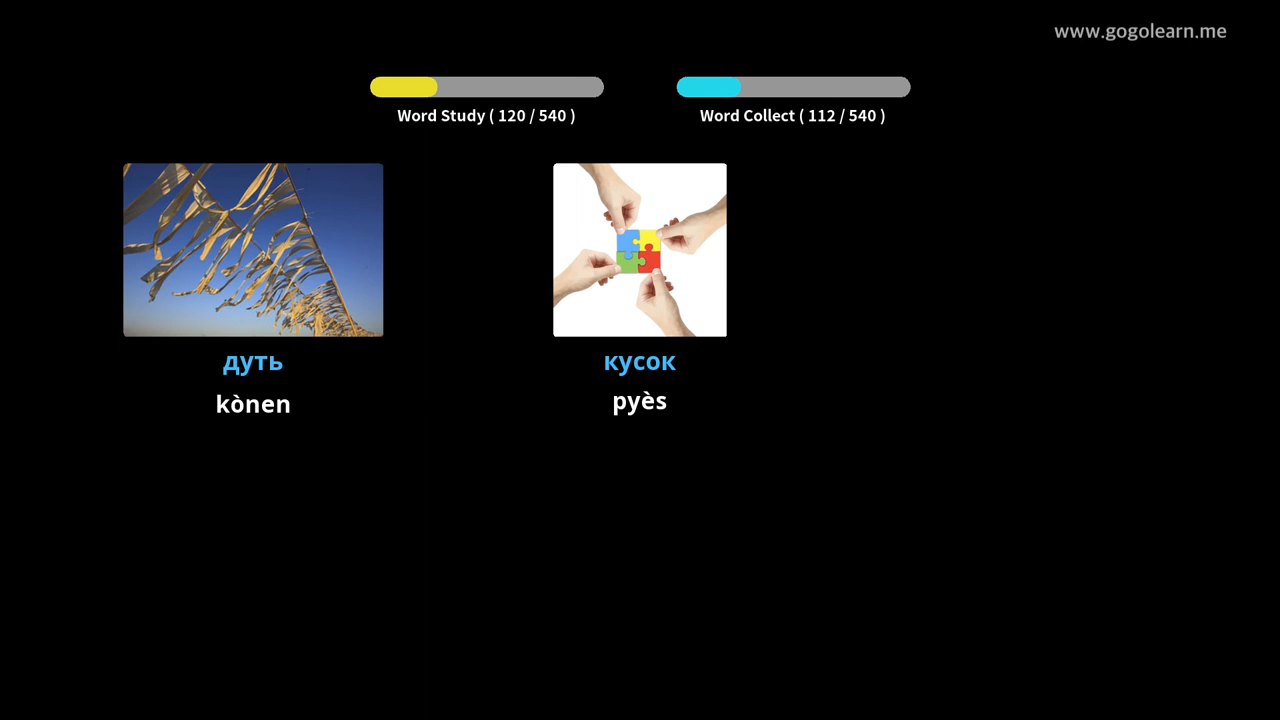 www.gogolearn.me
Word Study ( 120 / 540 )
Word Collect ( 112 / 540 )
дуть
kònen
кусок
pyès